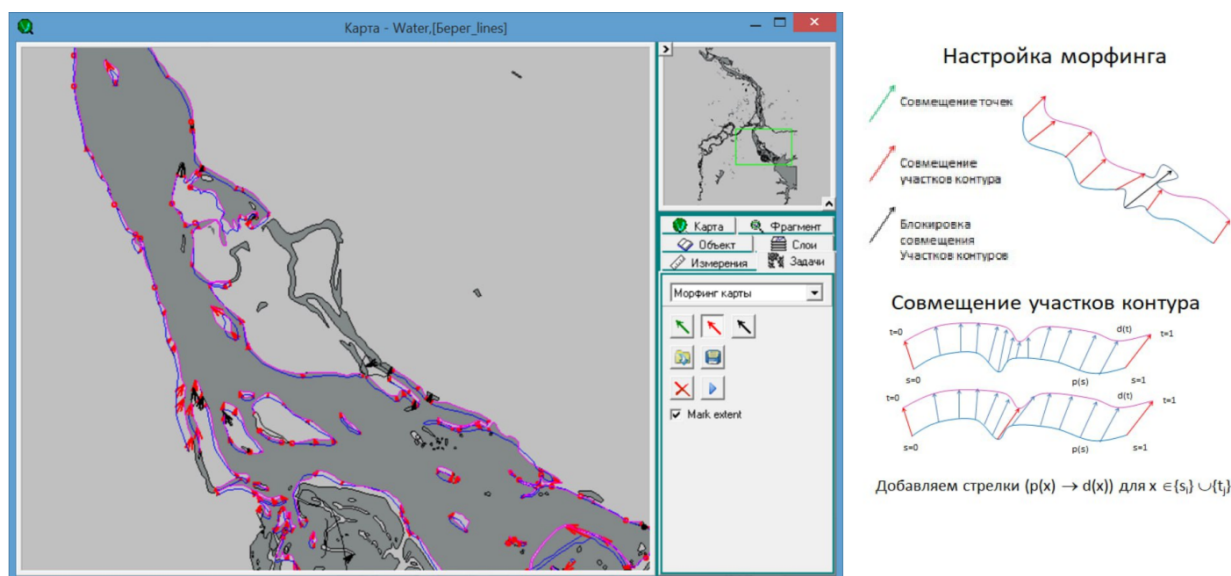 Карта - Water,[Берег_lines]
Карта
Фрагмент
Объект
Слои
Измерения
Задачи
Морфинг карты
Mark extent
Настройка морфинга
Совмещение точек
Совмещение
участков контура
Блокировка
совмещения
Участков контуров
Совмещение участков контура
t=0
d(t)
t=1
s=0
p(s)
s=1
t=0
d(t)
t=1
s=0
p(s)
s=1
Добавляем стрелки (p(x) → d(x)) для x ∈{sᵢ} ∪{tⱼ}